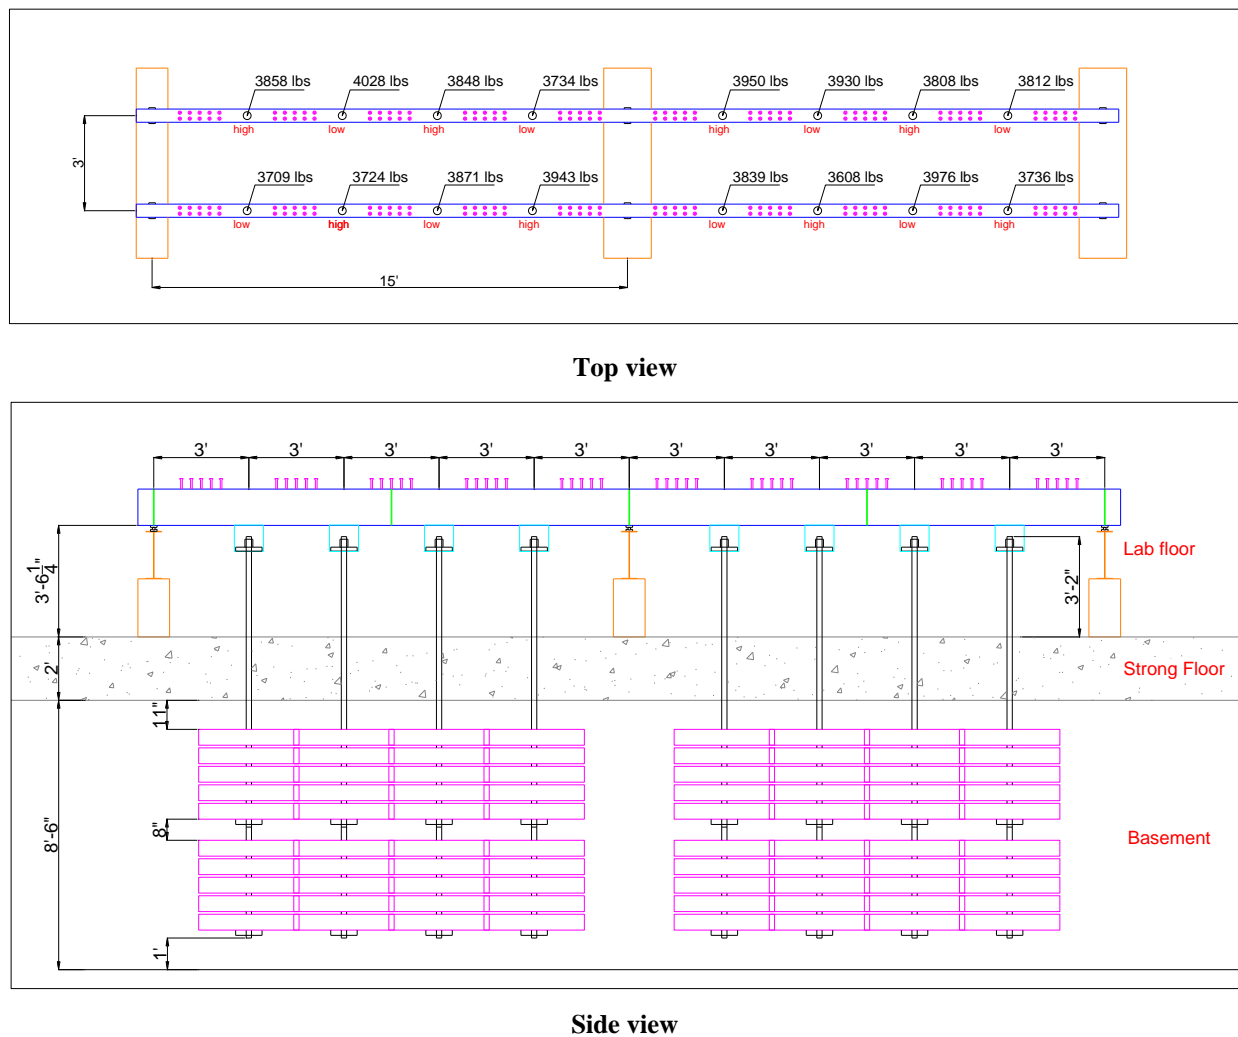 3858 lbs 4028 lbs 3848 lbs 3734 lbs 3950 lbs 3930 lbs 3808 lbs 3812 lbs
high low high low high low high low
3'
3709 lbs 3724 lbs 3871 lbs 3943 lbs 3839 lbs 3608 lbs 3976 lbs 3736 lbs
low high low high low high low high
15'
Top view
3' 3' 3' 3' 3' 3' 3' 3' 3' 3'
3'-6 1/4"
3'-2"
Lab floor
2'
Strong Floor
11"
8'-6"
8"
Basement
1'
Side view